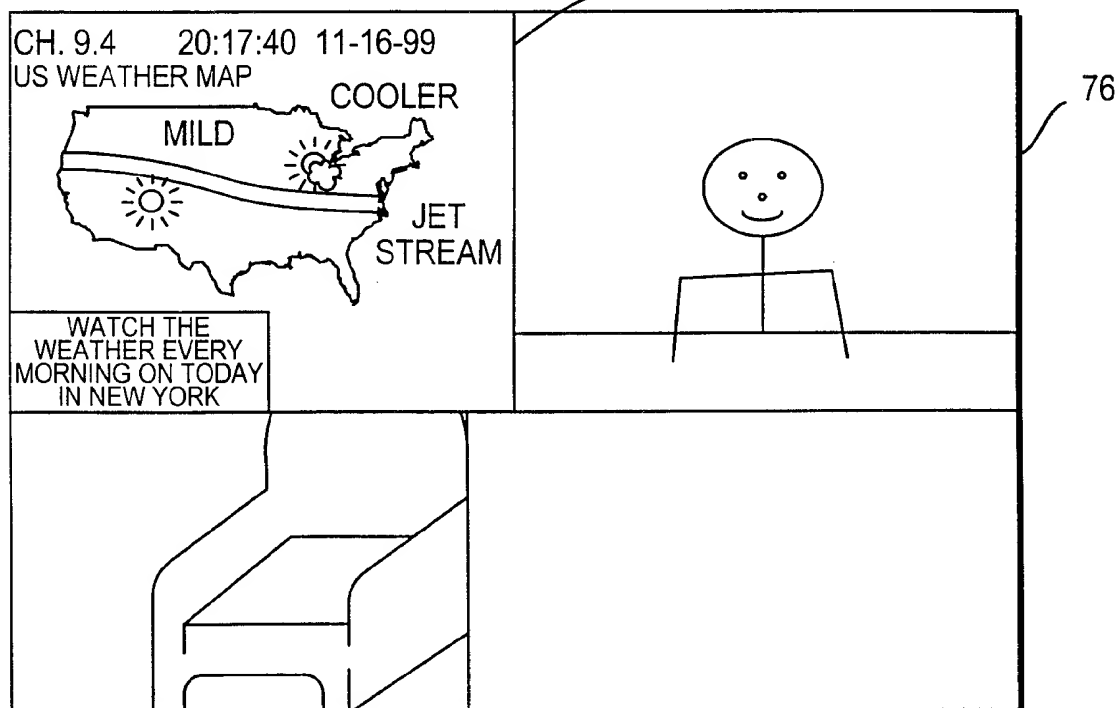 CH. 9.4 20:17:40 11-16-99
US WEATHER MAP
COOLER
MILD
JET
STREAM
WATCH THE
WEATHER EVERY
MORNING ON TODAY
IN NEW YORK
76